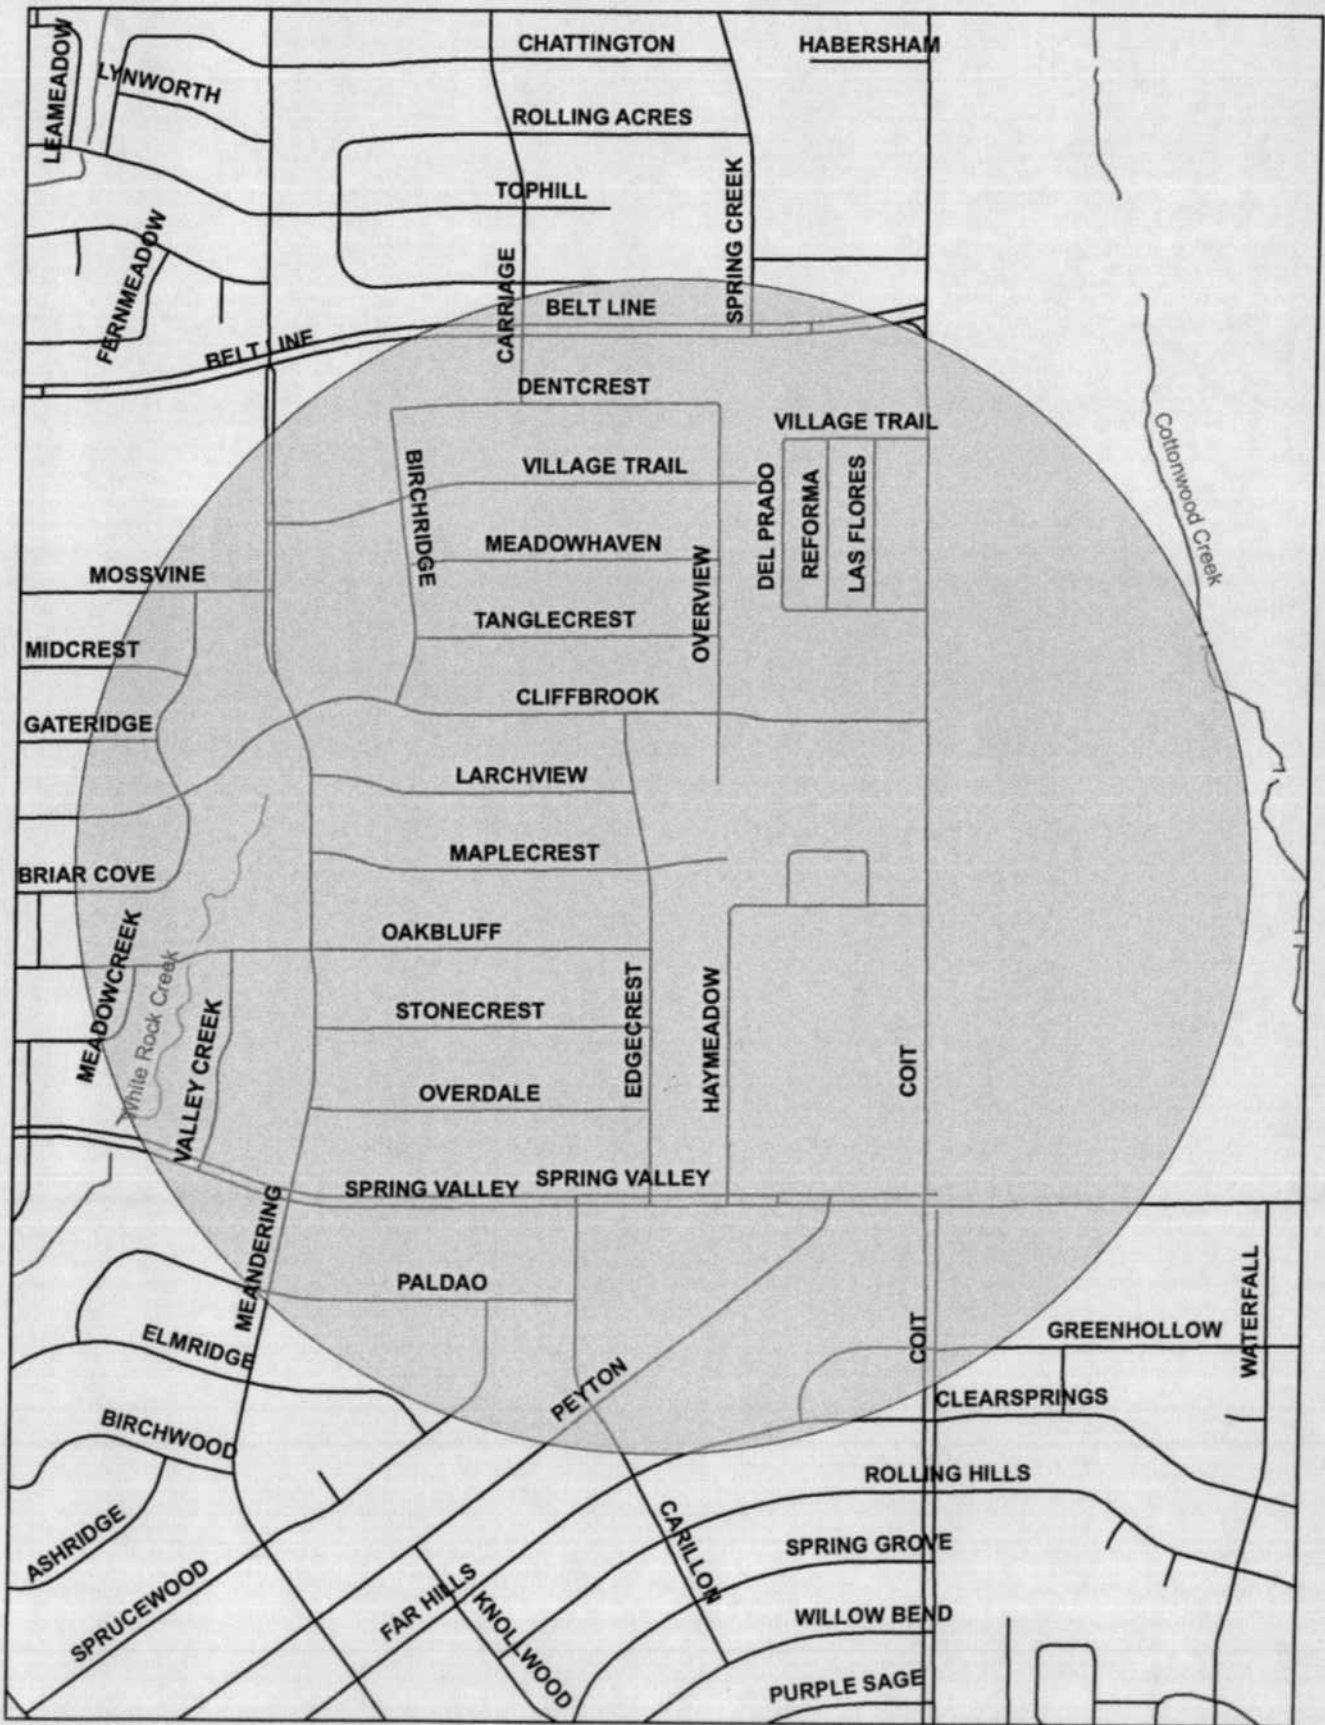 CHATTINGTON
HABERSHAM
LEAMEADOW
LYNWORTH
ROLLING ACRES
TOPHILL
SPRING CREEK
FERNMEADOW
CARRIAGE
BELT LINE
BELT LINE
DENTCREST
VILLAGE TRAIL
BIRCHRIDGE
VILLAGE TRAIL
DEL PRADO
REFORMA
LAS FLORES
Cottonwood Creek
MEADOWHAVEN
OVERVIEW
MOSSVINE
TANGLECREST
MIDCREST
CLIFFBROOK
GATERIDGE
LARCHVIEW
MAPLECREST
BRIAR COVE
OAKBLUFF
MEADOWCREEK
White Rock Creek
VALLEY CREEK
STONECREST
EDGECREST
HAYMEADOW
COIT
OVERDALE
SPRING VALLEY
SPRING VALLEY
MEANDERING
PALDAO
WATERFALL
GREENHOLLOW
COIT
ELMRIDGE
PEYTON
CLEARSPRINGS
BIRCHWOOD
ROLLING HILLS
CARILLON
ASHRIDGE
SPRING GROVE
SPRUCEWOOD
FAR HILLS
KNOLLWOOD
WILLOW BEND
PURPLE SAGE